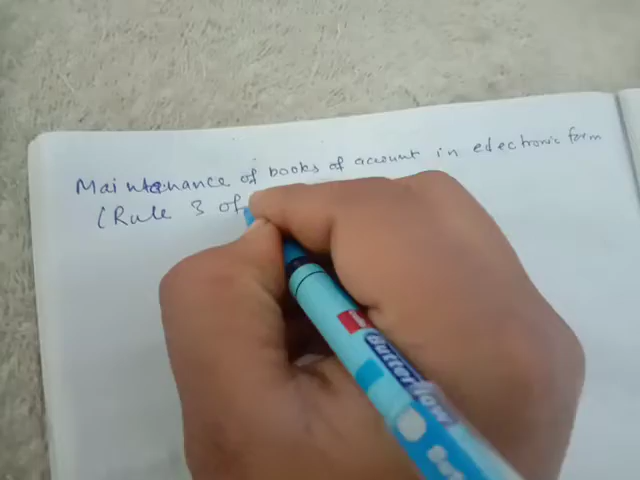 Maintenance of books of account in electronic form
(Rule 3 of
Butterflow